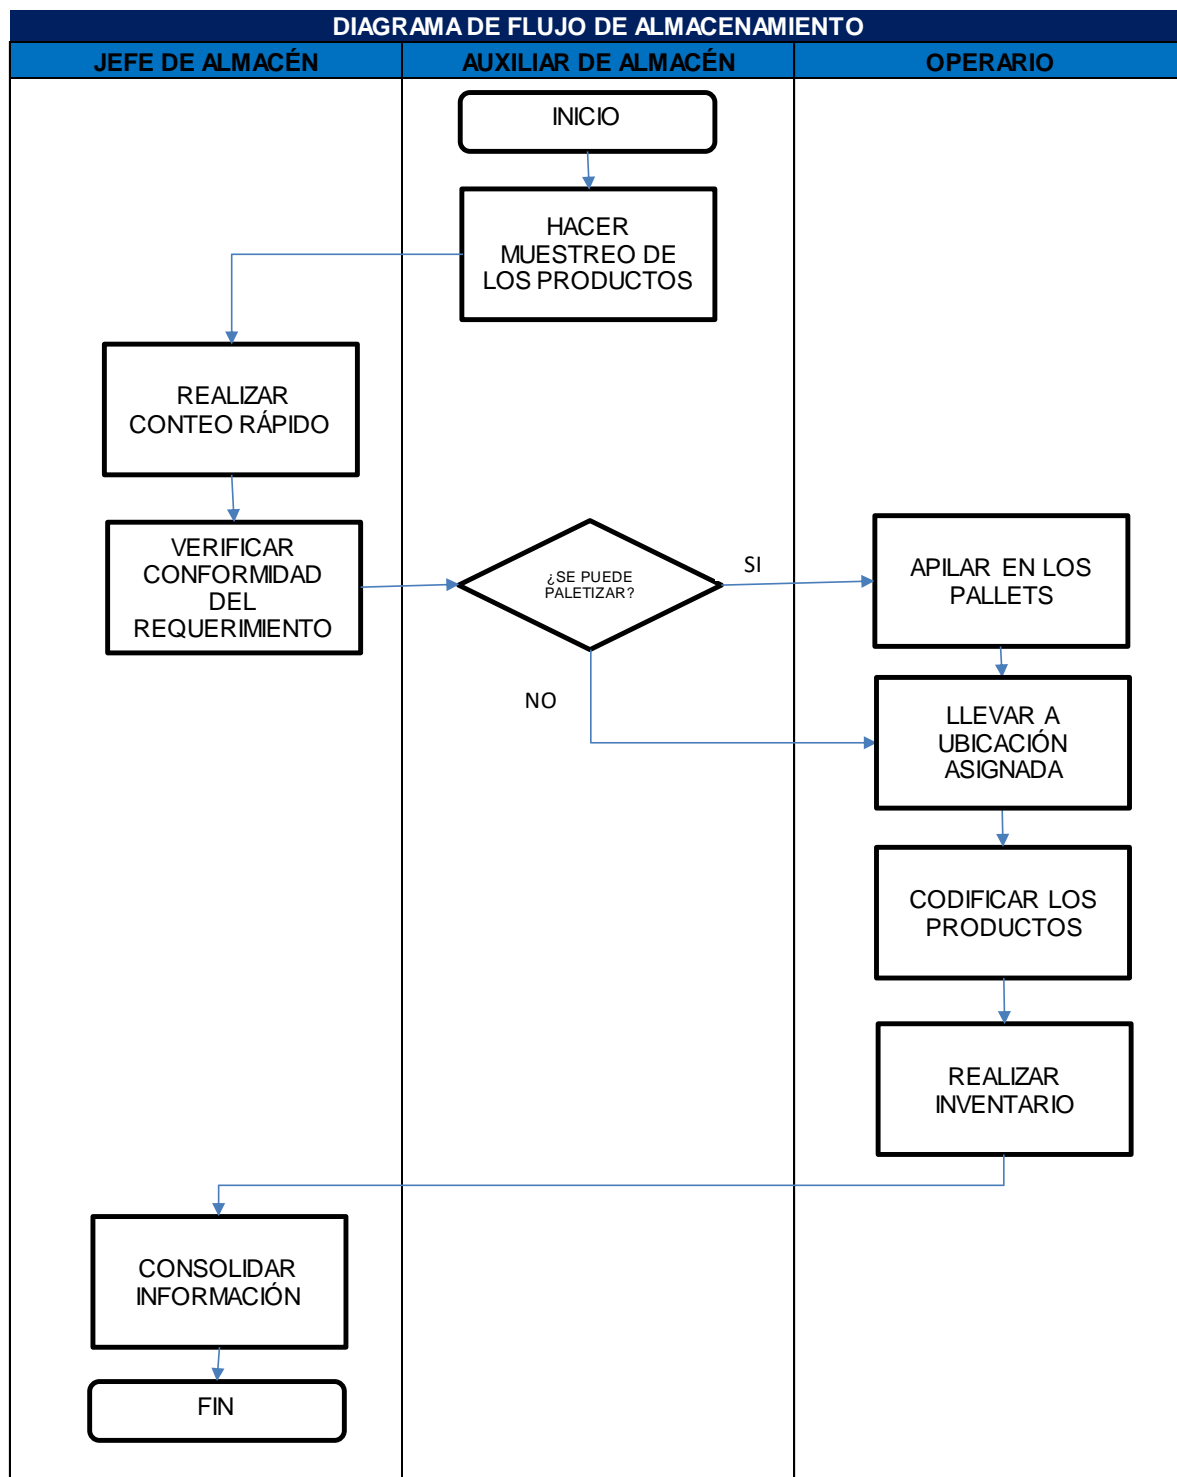 DIAGRAMA DE FLUJO DE ALMACENAMIENTO
JEFE DE ALMACÉN
AUXILIAR DE ALMACÉN
OPERARIO
INICIO
HACER
MUESTREO DE
LOS PRODUCTOS
REALIZAR
CONTEO RÁPIDO
VERIFICAR
CONFORMIDAD
DEL
REQUERIMIENTO
¿SE PUEDE
PALETIZAR?
SI
NO
APILAR EN LOS
PALLETS
LLEVAR A
UBICACIÓN
ASIGNADA
CODIFICAR LOS
PRODUCTOS
REALIZAR
INVENTARIO
CONSOLIDAR
INFORMACIÓN
FIN